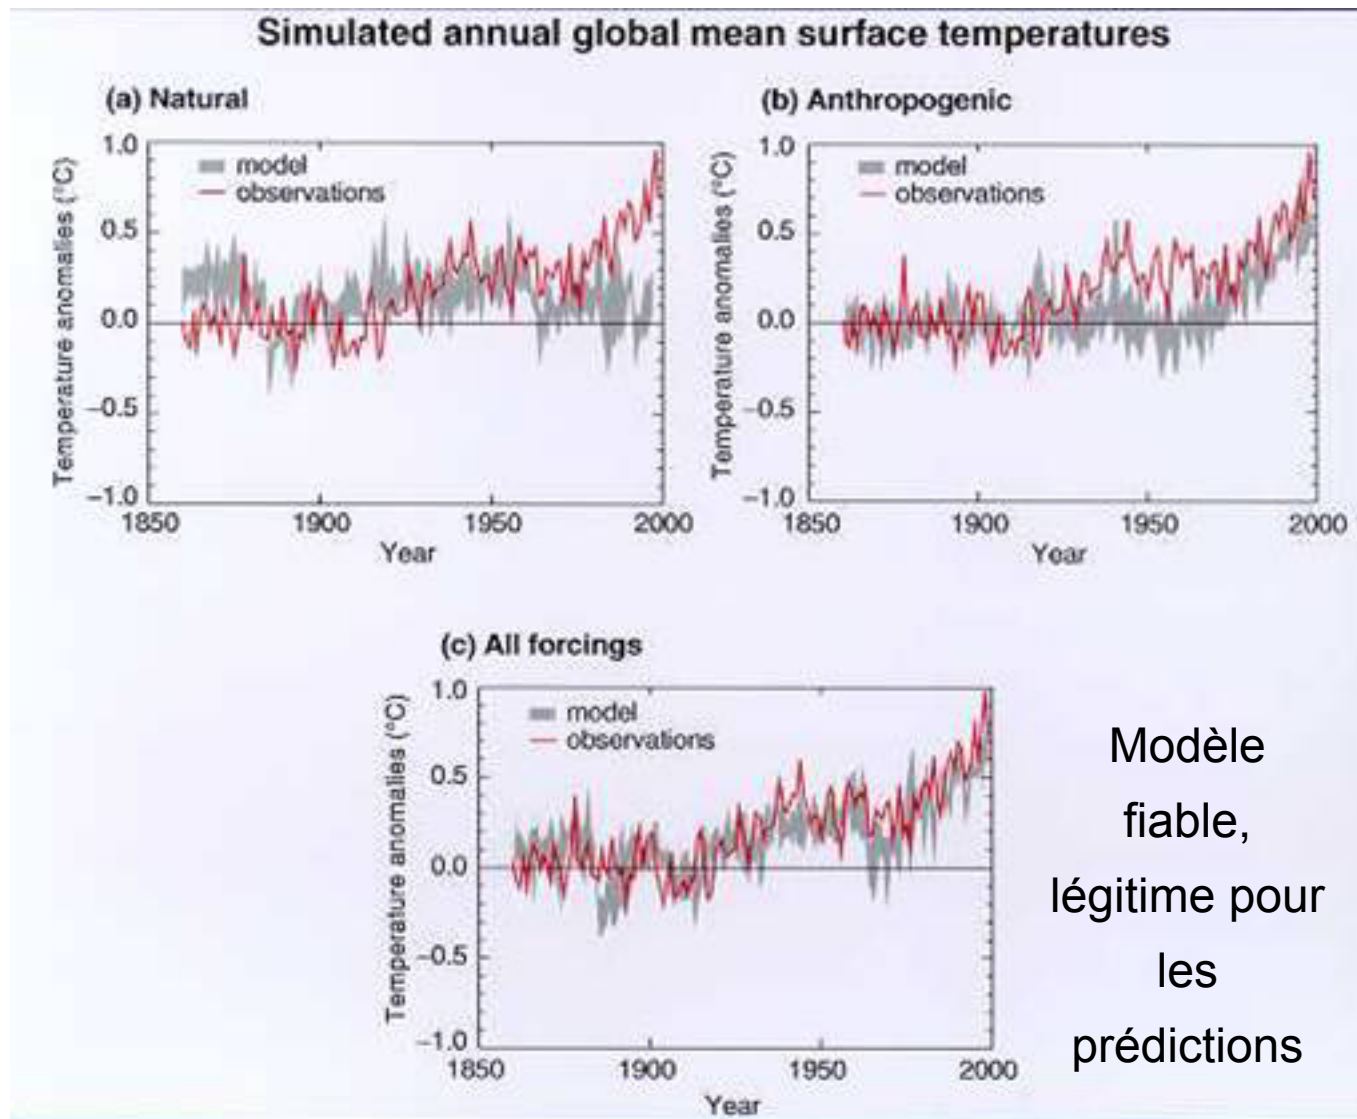 Simulated annual global mean surface temperatures
(a) Natural
1.0
0.5
0.0
−0.5
−1.0
Temperature anomalies (°C)
model
observations
1850
1900
1950
2000
Year
(b) Anthropogenic
1.0
0.5
0.0
−0.5
−1.0
Temperature anomalies (°C)
model
observations
1850
1900
1950
2000
Year
(c) All forcings
1.0
0.5
0.0
−0.5
−1.0
Temperature anomalies (°C)
model
observations
1850
1900
1950
2000
Year
Modèle
fiable,
légitime pour
les
prédictions